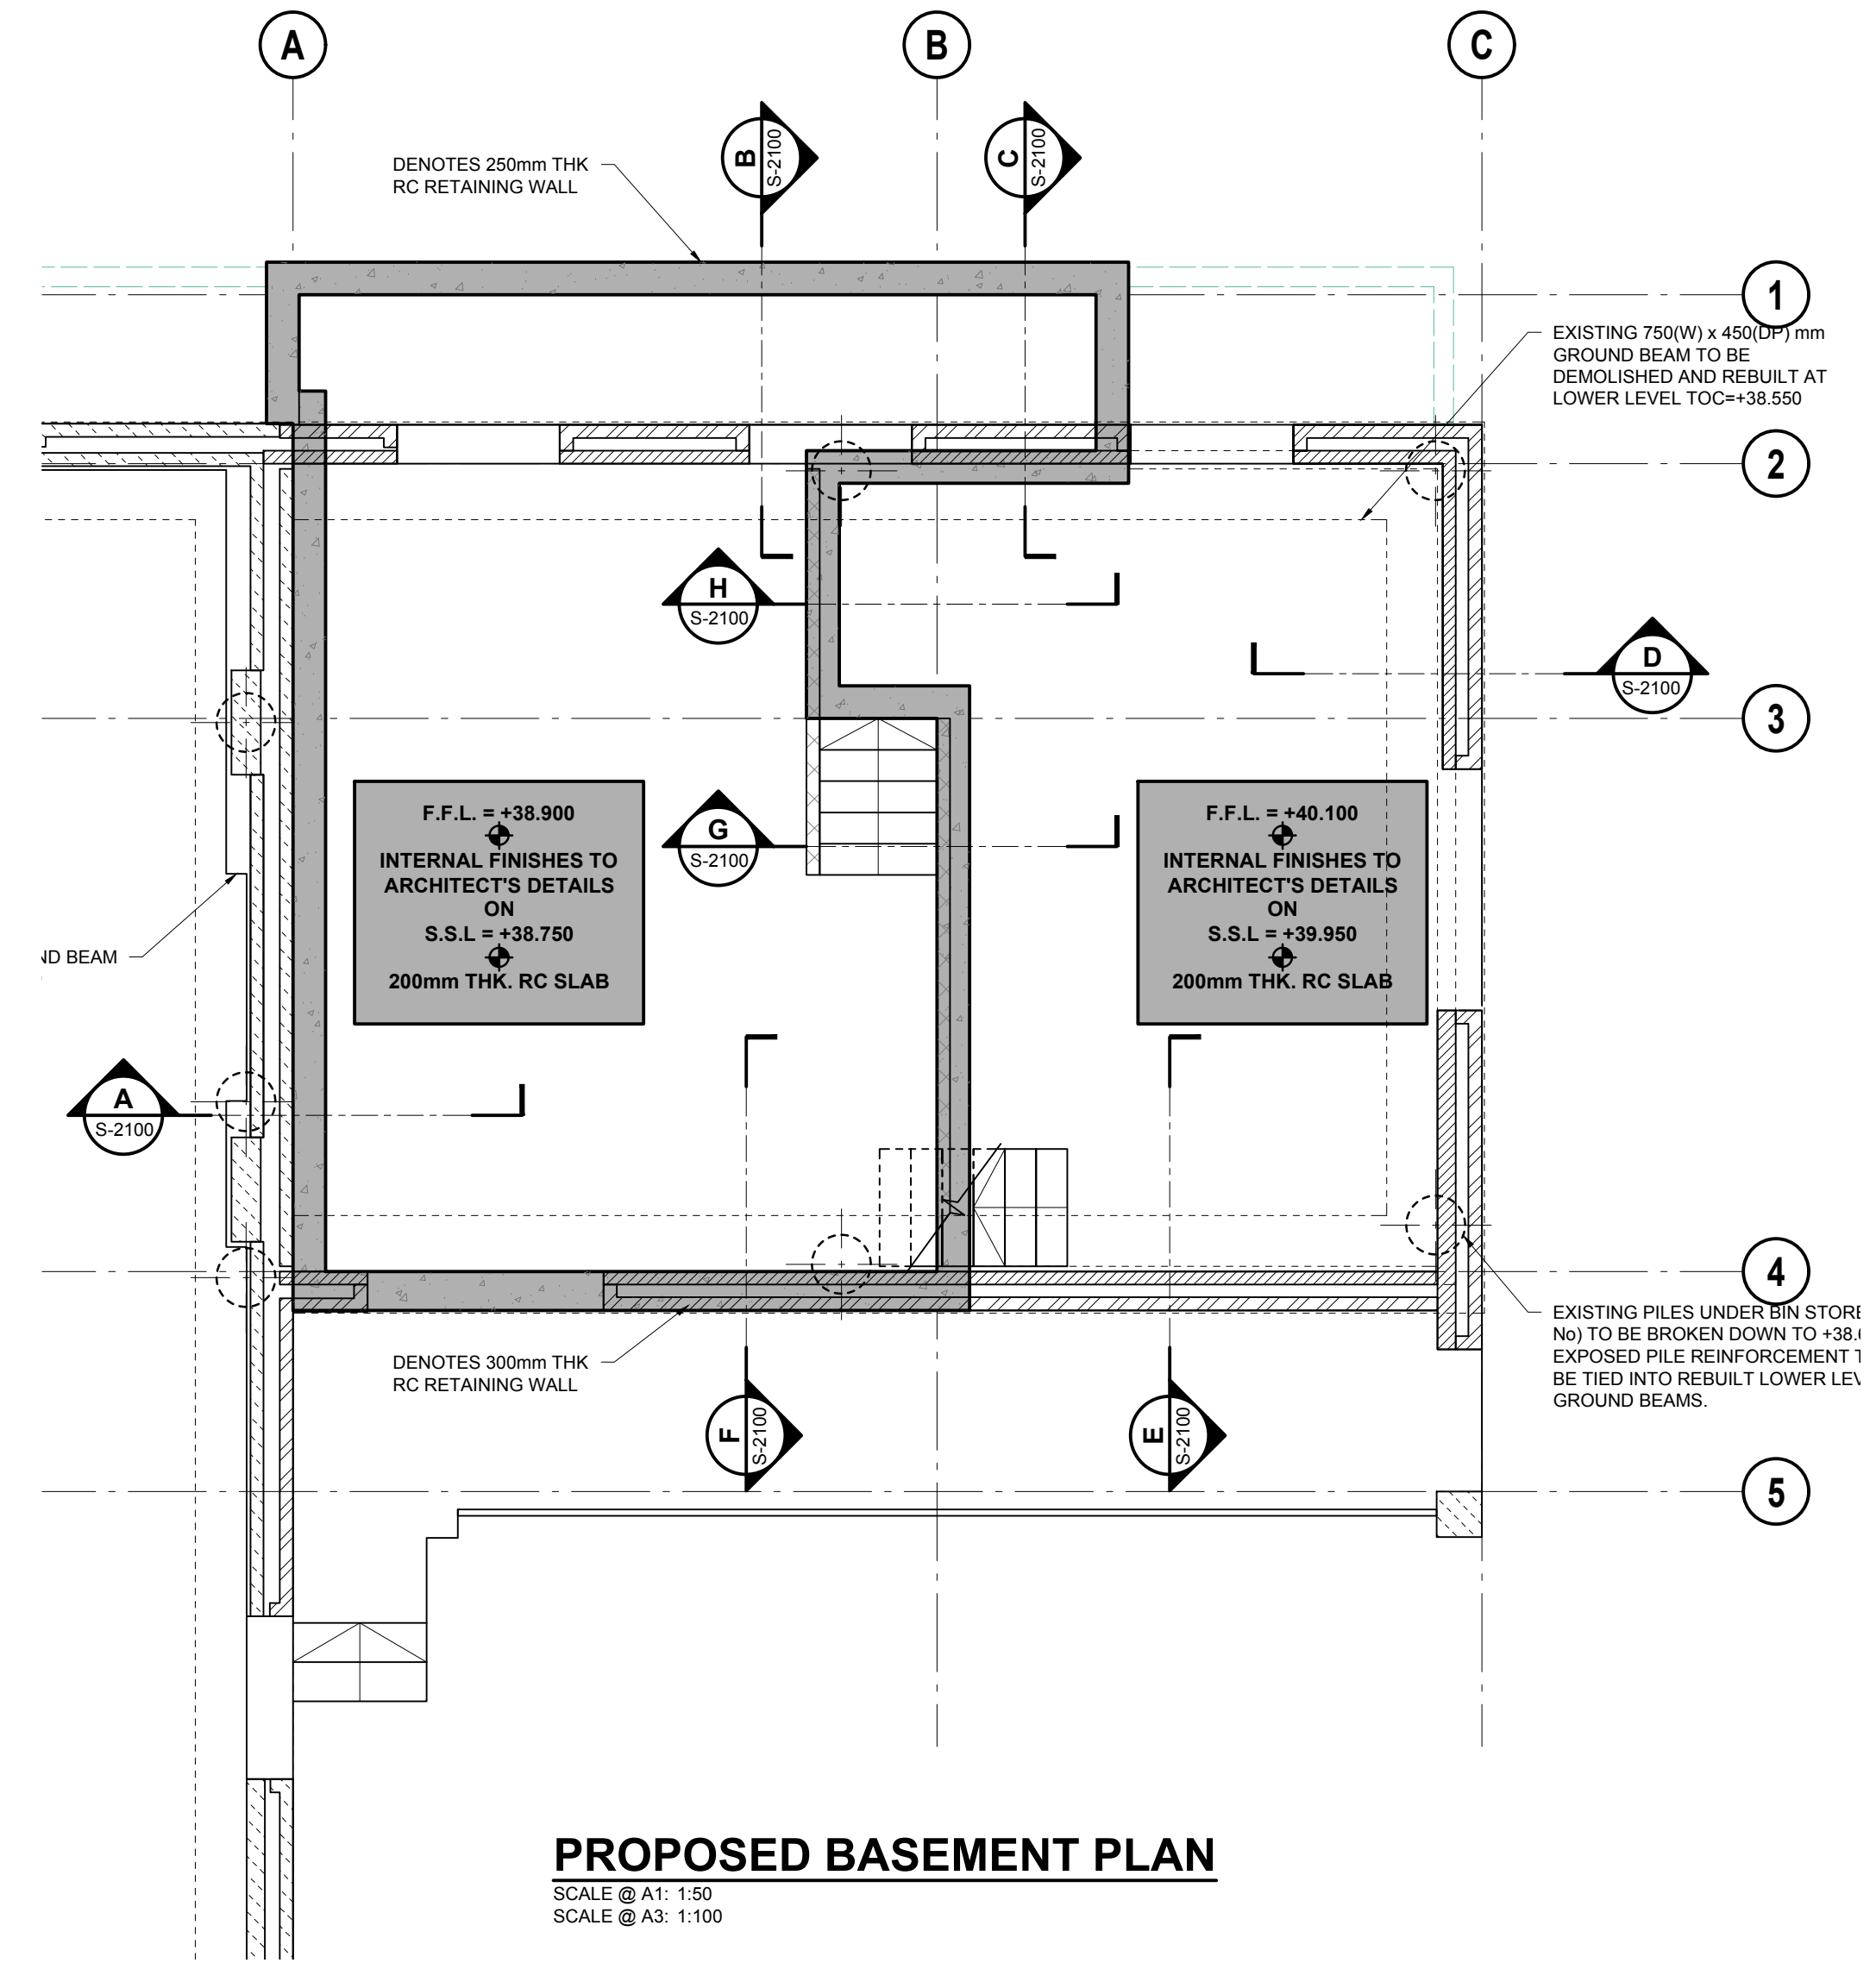 A
B
C
B
S-2100
C
S-2100
DENOTES 250mm THK
RC RETAINING WALL
1
EXISTING 750(W) x 450(DP) mm
GROUND BEAM TO BE
DEMOLISHED AND REBUILT AT
LOWER LEVEL TOC=+38.550
2
H
S-2100
D
S-2100
3
F.F.L. = +38.900
INTERNAL FINISHES TO
ARCHITECT'S DETAILS
ON
S.S.L = +38.750
200mm THK. RC SLAB
G
S-2100
F.F.L. = +40.100
INTERNAL FINISHES TO
ARCHITECT'S DETAILS
ON
S.S.L = +39.950
200mm THK. RC SLAB
BEAM
A
S-2100
4
EXISTING PILES UNDER BIN STORE
No) TO BE BROKEN DOWN TO
EXPOSED PILE REINFORCEMENT
BE TIED INTO REBUILT LOWER
GROUND BEAMS.
DENOTES 300mm THK
RC RETAINING WALL
F
S-2100
E
S-2100
5
PROPOSED BASEMENT PLAN
SCALE @ A1: 1:50
SCALE @ A3: 1:100